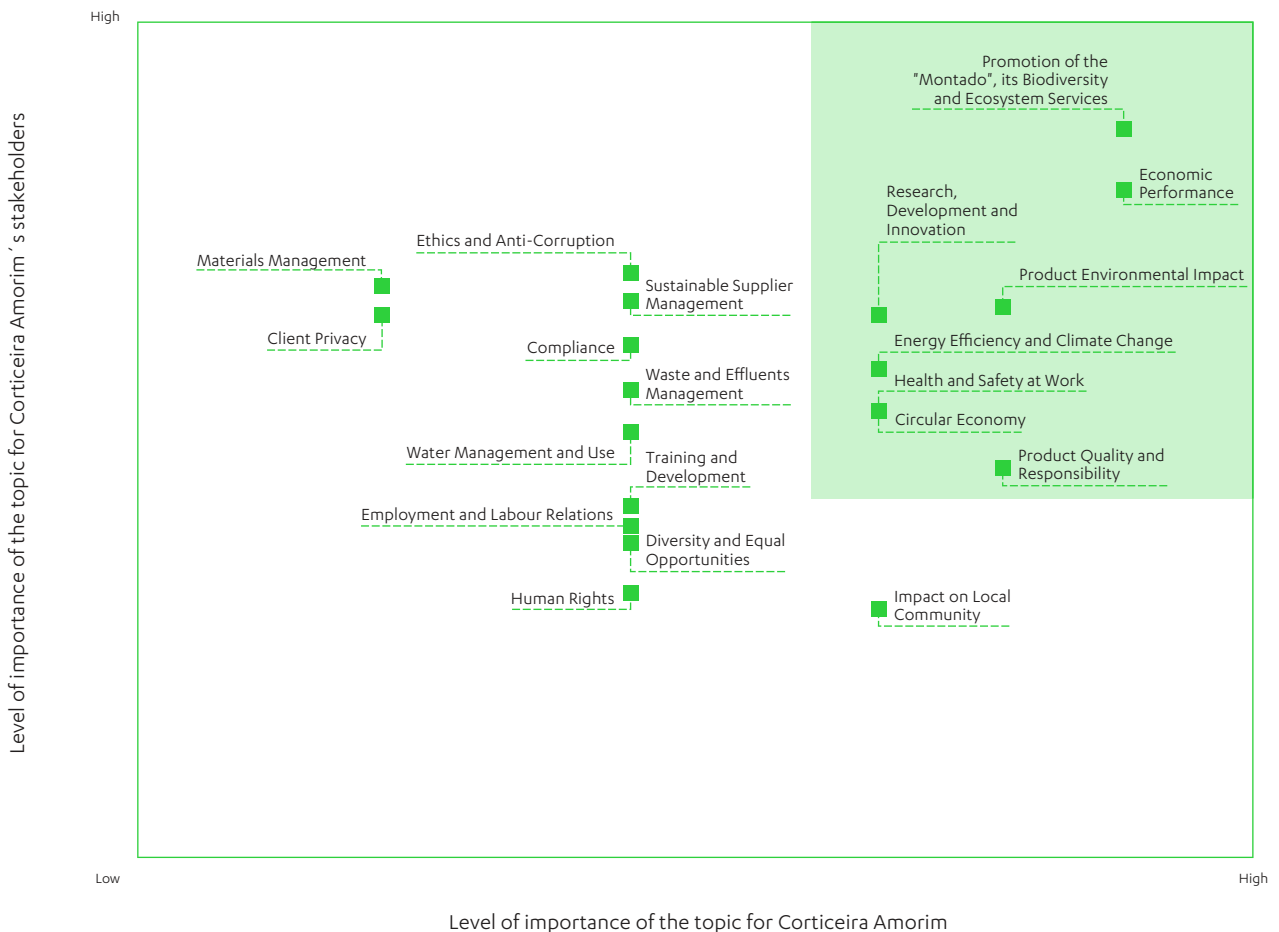 High
Level of importance of the topic for Corticeira Amorim´s stakeholders
Promotion of the
"Montado", its Biodiversity
and Ecosystem Services
Economic
Performance
Research,
Development and
Innovation
Ethics and Anti-Corruption
Materials Management
Product Environmental Impact
Sustainable Supplier
Management
Client Privacy
Energy Efficiency and Climate Change
Compliance
Waste and Effluents
Management
Health and Safety at Work
Circular Economy
Water Management and Use
Training and
Development
Product Quality and
Responsibility
Employment and Labour Relations
Diversity and Equal
Opportunities
Human Rights
Impact on Local
Community
Low
High
Level of importance of the topic for Corticeira Amorim